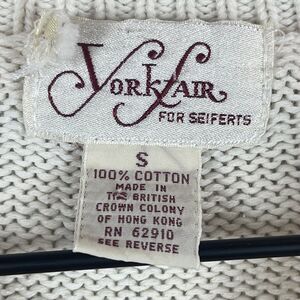 YorkFair
FOR SEIFERTS
S
100% COTTON
MADE IN
THE BRITISH
CROWN COLONY
OF HONG KONG
RN 62910
SEE REVERSE